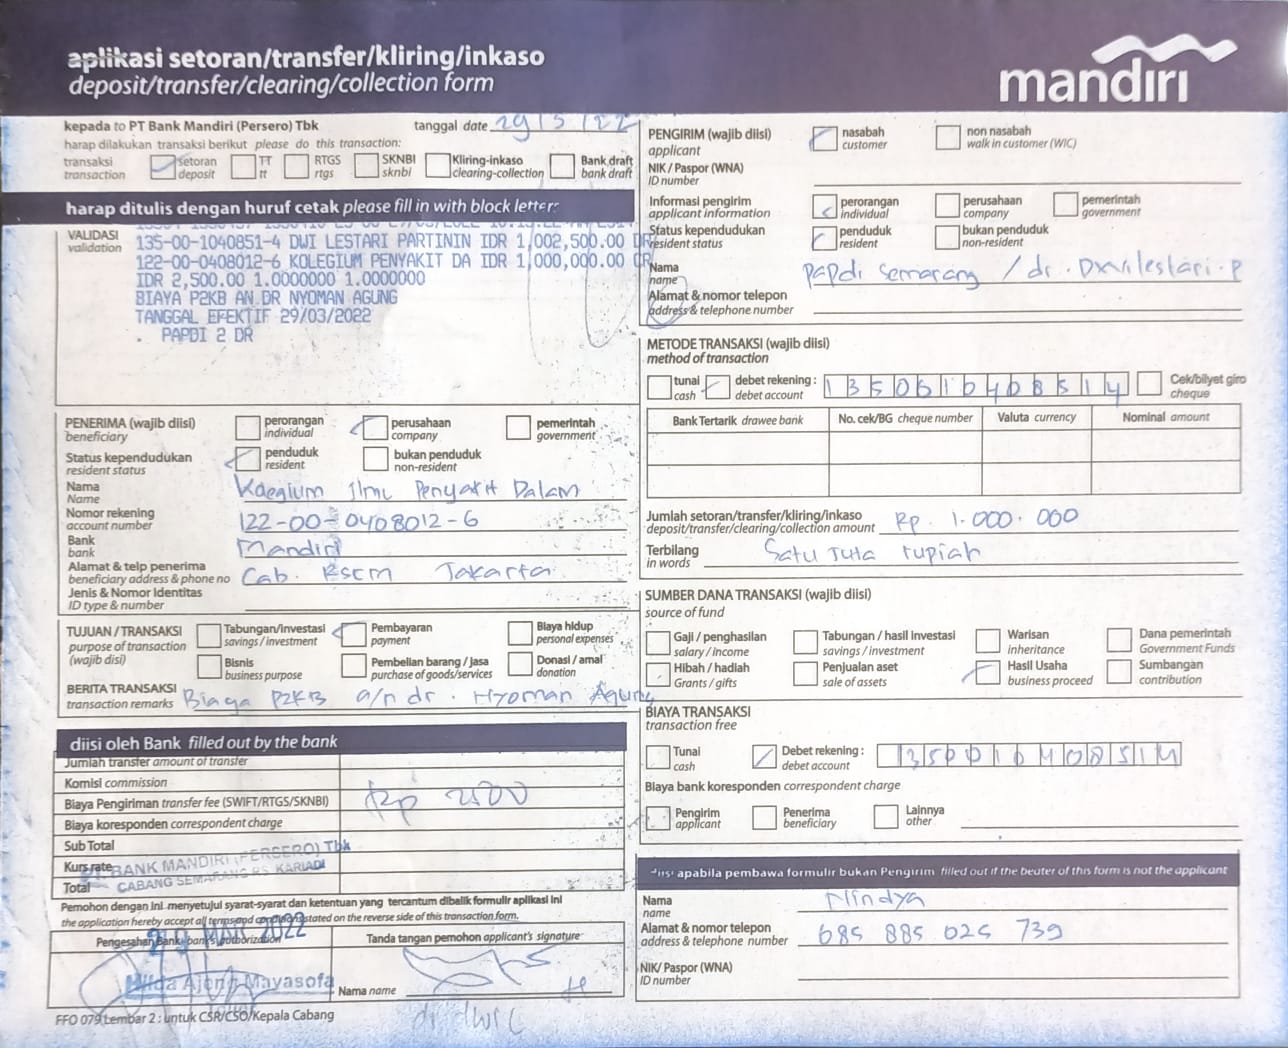 aplikasi setoran/transfer/kliring/inkaso
deposit/transfer/clearing/collection form
mandiri
kepada to PT Bank Mandiri (Persero) Tbk
tanggal date 29/3/22
harap dilakukan transaksi berikut please do this transaction:
transaksi transaction
setoran deposit
TT tt
RTGS rtgs
SKNBI sknbi
Kliring-inkaso clearing-collection
Bank draft bank draft
harap ditulis dengan huruf cetak please fill in with block letters
VALIDASI
validation
135-00-1040851-4 DWI LESTARI PARTININ IDR 1,002,500.00 DR
122-00-0408012-6 KOLEGIUM PENYAKIT DA IDR 1,000,000.00 CR
IDR 2,500.00 1.0000000 1.0000000
BIAYA P2KB AN DR NYOMAN AGUNG
TANGGAL EFEKTIF 29/03/2022
. PAPDI 2 DR
PENERIMA (wajib diisi)
beneficiary
perorangan individual
perusahaan company
pemerintah government
Status kependudukan
resident status
penduduk resident
bukan penduduk non-resident
Nama
Name
Koegium Ilmu Penyakit Dalam
Nomor rekening
account number
122-00-0408012-6
Bank
bank
Mandiri
Alamat & telp penerima
beneficiary address & phone no
Cab. RSCM Jakarta
Jenis & Nomor Identitas
ID type & number
TUJUAN / TRANSAKSI
purpose of transaction
(wajib disi)
Tabungan/investasi savings / investment
Pembayaran payment
Biaya hidup personal expenses
Bisnis business purpose
Pembelian barang / jasa purchase of goods/services
Donasi / amal donation
BERITA TRANSAKSI
transaction remarks
Biaya P2KB a/n dr. Nyoman Agung
diisi oleh Bank filled out by the bank
Jumlah transfer amount of transfer
Komisi commission
Biaya Pengiriman transfer fee (SWIFT/RTGS/SKNBI)
Rp 2500
Biaya koresponden correspondent charge
Sub Total
Kurs rate
Total
PT. BANK MANDIRI (PERSERO) Tbk
CABANG SEMARANG RS. KARIADI
Pemohon dengan ini menyetujui syarat-syarat dan ketentuan yang tercantum dibalik formulir aplikasi ini
the application hereby accept all terms and conditions stated on the reverse side of this transaction form.
Pengesahan Bank bank's authorization
29 MAR 2022
Hilda Ajeng Mayasofa
Tanda tangan pemohon applicant's signature
Nama name
FFO 079 Lembar 2 : untuk CSR/CSO/Kepala Cabang
PENGIRIM (wajib diisi)
applicant
nasabah customer
non nasabah walk in customer (WIC)
NIK / Paspor (WNA)
ID number
Informasi pengirim
applicant information
perorangan individual
perusahaan company
pemerintah government
Status kependudukan
resident status
penduduk resident
bukan penduduk non-resident
Nama
name
PAPDI Semarang / dr. Dwi lestari. P
Alamat & nomor telepon
address & telephone number
METODE TRANSAKSI (wajib diisi)
method of transaction
tunai cash
debet rekening : debet account
Cek/bilyet giro cheque
Bank Tertarik drawee bank
No. cek/BG cheque number
Valuta currency
Nominal amount
Jumlah setoran/transfer/kliring/inkaso
deposit/transfer/clearing/collection amount
Rp. 1.000.000
Terbilang
in words
Satu Juta rupiah
SUMBER DANA TRANSAKSI (wajib diisi)
source of fund
Gaji / penghasilan salary / income
Tabungan / hasil investasi savings / investment
Warisan inheritance
Dana pemerintah Government Funds
Hibah / hadiah Grants / gifts
Penjualan aset sale of assets
Hasil Usaha business proceed
Sumbangan contribution
BIAYA TRANSAKSI
transaction free
Tunai cash
Debet rekening : debet account
1350010408514
Biaya bank koresponden correspondent charge
Pengirim applicant
Penerima beneficiary
Lainnya other
diisi apabila pembawa formulir bukan Pengirim filled out if the beuter of this form is not the applicant
Nama
name
Nindya
Alamat & nomor telepon
address & telephone number
085 885 025 739
NIK/ Paspor (WNA)
ID number